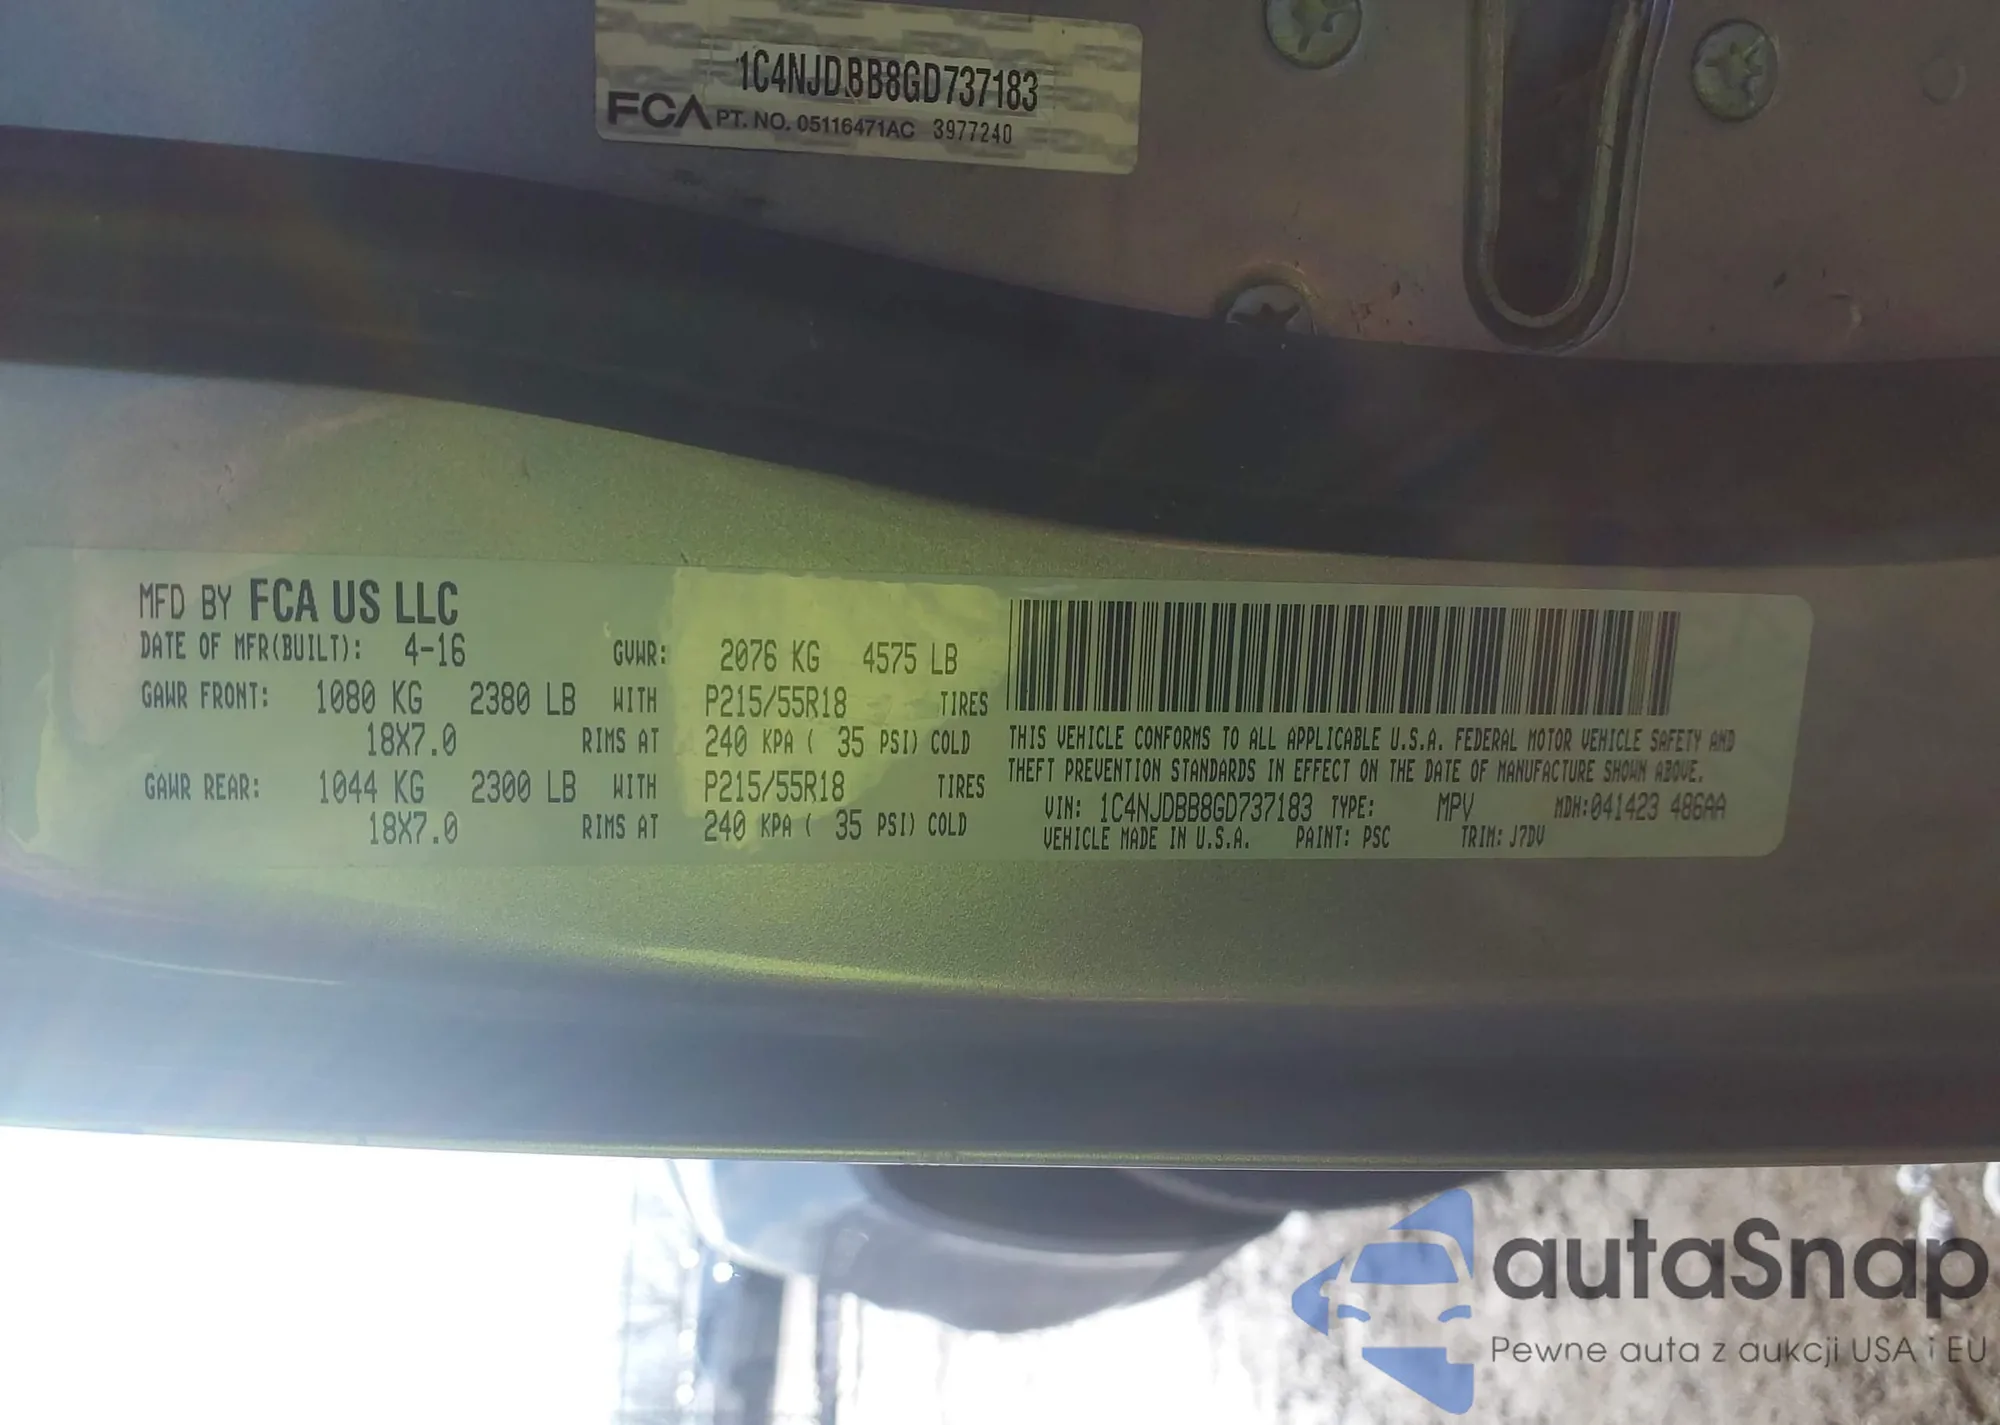 1C4NJDBB8GD737183
FCA PT. NO. 05116471AC 3977240
MFD BY FCA US LLC
DATE OF MFR(BUILT): 4-16 GVWR: 2076 KG 4575 LB
GAWR FRONT: 1080 KG 2380 LB WITH P215/55R18 TIRES
18X7.0 RIMS AT 240 KPA ( 35 PSI) COLD
GAWR REAR: 1044 KG 2300 LB WITH P215/55R18 TIRES
18X7.0 RIMS AT 240 KPA ( 35 PSI) COLD
THIS VEHICLE CONFORMS TO ALL APPLICABLE U.S.A. FEDERAL MOTOR VEHICLE SAFETY AND
THEFT PREVENTION STANDARDS IN EFFECT ON THE DATE OF MANUFACTURE SHOWN ABOVE.
VIN: 1C4NJDBB8GD737183 TYPE: MPV MDH:041423 486AA
VEHICLE MADE IN U.S.A. PAINT: PSC TRIM: J7DV
autaSnap
Pewne auta z aukcji USA i EU